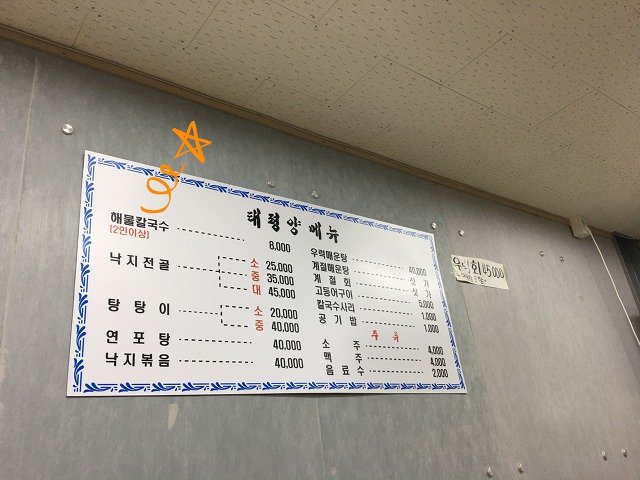 태평양메뉴
해물칼국수 8,000
(2인이상)
낙지전골 소 25,000
중 35,000
대 45,000
탕탕이 소 20,000
중 40,000
연포탕 40,000
낙지볶음 40,000
우럭매운탕 40,000
계절매운탕 싯가
계절회 싯가
고등어구이 5,000
칼국수사리 1,000
공기밥 1,000
소주 4,000
맥주 4,000
음료수 2,000
회 45,000